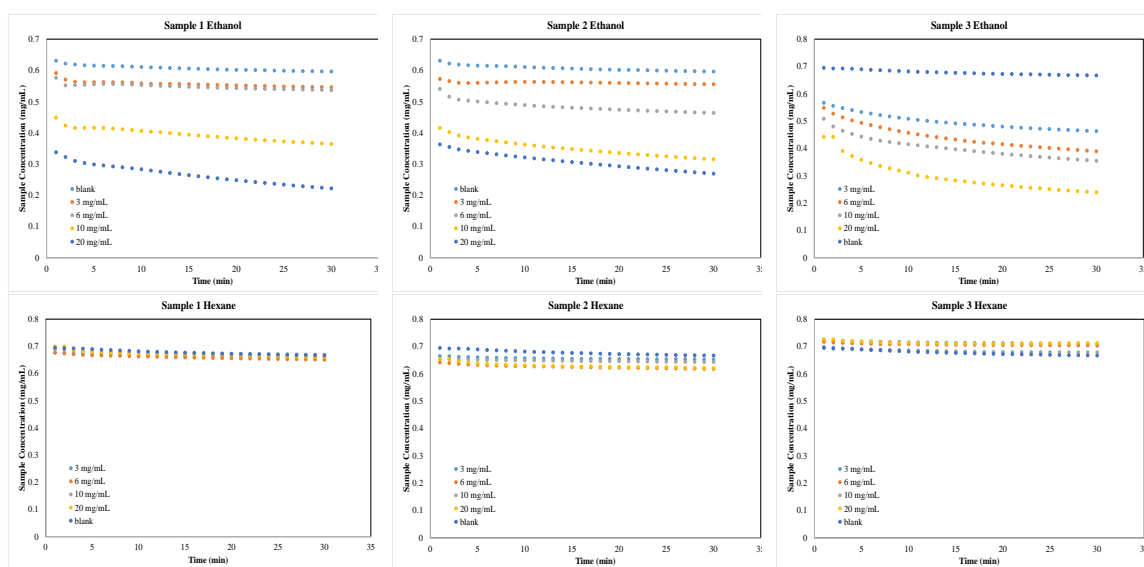 Sample 1 Ethanol
0.7
0.6
0.5
0.4
0.3
0.2
0.1
0
Sample Concentration (mg/mL)
blank
3 mg/mL
6 mg/mL
10 mg/mL
20 mg/mL
0 5 10 15 20 25 30
Time (min)
Sample 2 Ethanol
0.7
0.6
0.5
0.4
0.3
0.2
0.1
0
Sample Concentration (mg/mL)
blank
3 mg/mL
6 mg/mL
10 mg/mL
20 mg/mL
0 5 10 15 20 25 30 35
Time (min)
Sample 3 Ethanol
0.8
0.7
0.6
0.5
0.4
0.3
0.2
0.1
0
Sample Concentration (mg/mL)
3 mg/mL
6 mg/mL
10 mg/mL
20 mg/mL
blank
0 5 10 15 20 25 30
Time (min)
Sample 1 Hexane
0.8
0.7
0.6
0.5
0.4
0.3
0.2
0.1
0
Sample Concentration (mg/mL)
3 mg/mL
6 mg/mL
10 mg/mL
20 mg/mL
blank
0 5 10 15 20 25 30 35
Time (min)
Sample 2 Hexane
0.8
0.7
0.6
0.5
0.4
0.3
0.2
0.1
0
Sample Concentration (mg/mL)
3 mg/mL
6 mg/mL
10 mg/mL
20 mg/mL
blank
0 5 10 15 20 25 30 35
Time (min)
Sample 3 Hexane
0.8
0.7
0.6
0.5
0.4
0.3
0.2
0.1
0
Sample Concentration (mg/mL)
3 mg/mL
6 mg/mL
10 mg/mL
20 mg/mL
blank
0 5 10 15 20 25 30
Time (min)